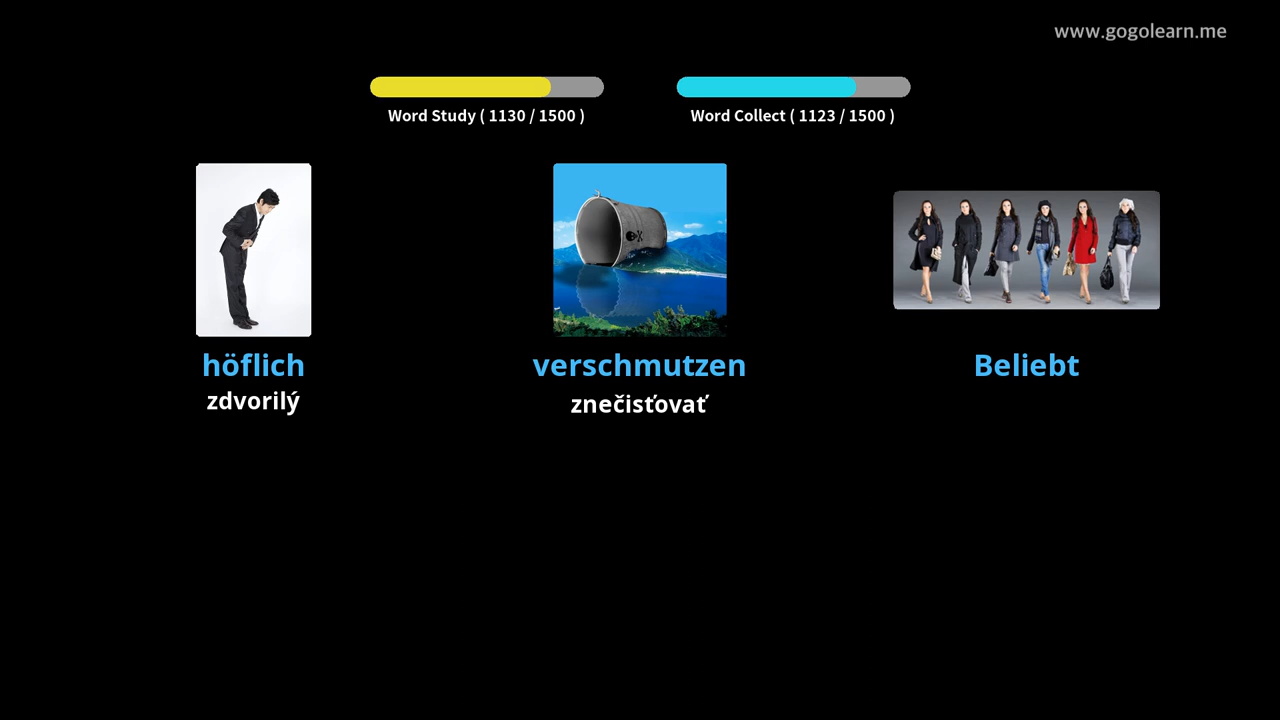 www.gogolearn.me
Word Study ( 1130 / 1500 )
Word Collect ( 1123 / 1500 )
höflich
zdvorilý
verschmutzen
znečisťovať
Beliebt